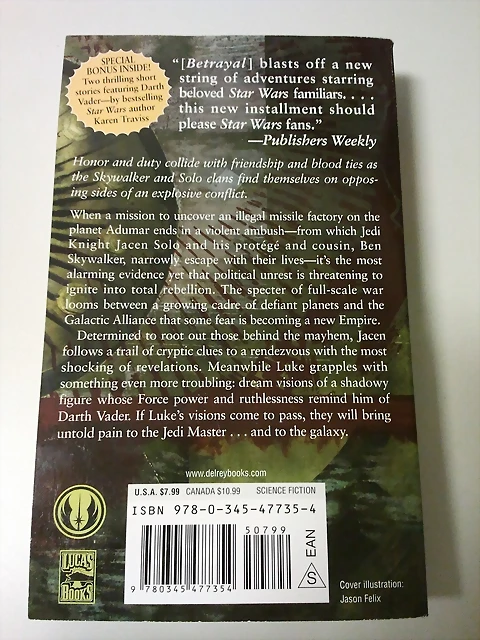 SPECIAL
BONUS INSIDE!
Two thrilling short
stories featuring Darth
Vader—by bestselling
Star Wars author
Karen Traviss
“[Betrayal] blasts off a new
string of adventures starring
beloved Star Wars familiars. . . .
this new installment should
please Star Wars fans.”
—Publishers Weekly
Honor and duty collide with friendship and blood ties as
the Skywalker and Solo clans find themselves on oppos-
ing sides of an explosive conflict.
When a mission to uncover an illegal missile factory on the
planet Adumar ends in a violent ambush—from which Jedi
Knight Jacen Solo and his protégé and cousin, Ben
Skywalker, narrowly escape with their lives—it’s the most
alarming evidence yet that political unrest is threatening to
ignite into total rebellion. The specter of full-scale war
looms between a growing cadre of defiant planets and the
Galactic Alliance that some fear is becoming a new Empire.
Determined to root out those behind the mayhem, Jacen
follows a trail of cryptic clues to a rendezvous with the most
shocking of revelations. Meanwhile Luke grapples with
something even more troubling: dream visions of a shadowy
figure whose Force power and ruthlessness remind him of
Darth Vader. If Luke’s visions come to pass, they will bring
untold pain to the Jedi Master . . . and to the galaxy.
www.delreybooks.com
U.S.A. $7.99 CANADA $10.99 SCIENCE FICTION
ISBN 978-0-345-47735-4
50799
9 780345 477354
S
EAN
LUCAS
BOOKS
Cover illustration:
Jason Felix